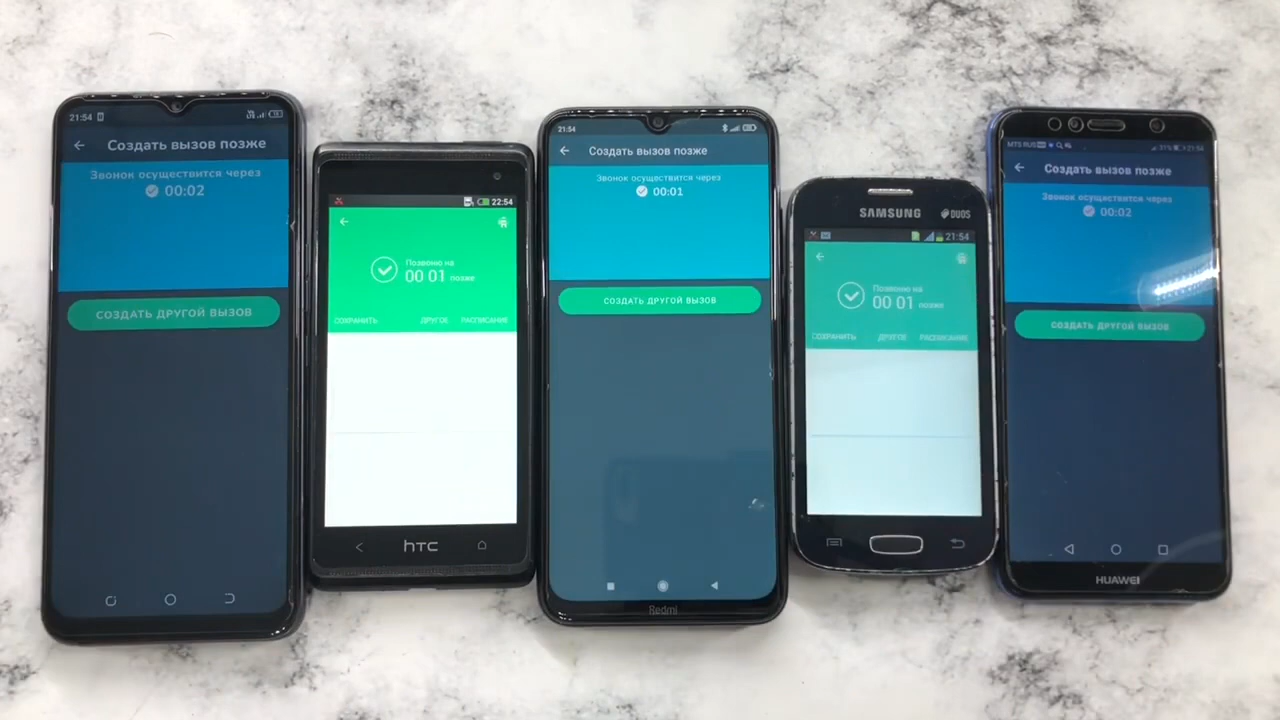 21:54
Создать вызов позже
Звонок осуществится через
00:02
СОЗДАТЬ ДРУГОЙ ВЫЗОВ
22:54
Позвоню на
00 01 позже
СОХРАНИТЬ ДРУГОЕ РАСПИСАНИЕ
hTC
21:54
Создать вызов позже
Звонок осуществится через
00:01
СОЗДАТЬ ДРУГОЙ ВЫЗОВ
Redmi
SAMSUNG DUOS
21:54
Позвоню на
00 01 позже
СОХРАНИТЬ ДРУГОЕ РАСПИСАНИЕ
MTS RUS 37% 21:54
Создать вызов позже
Звонок осуществится через
00:02
СОЗДАТЬ ДРУГОЙ ВЫЗОВ
HUAWEI